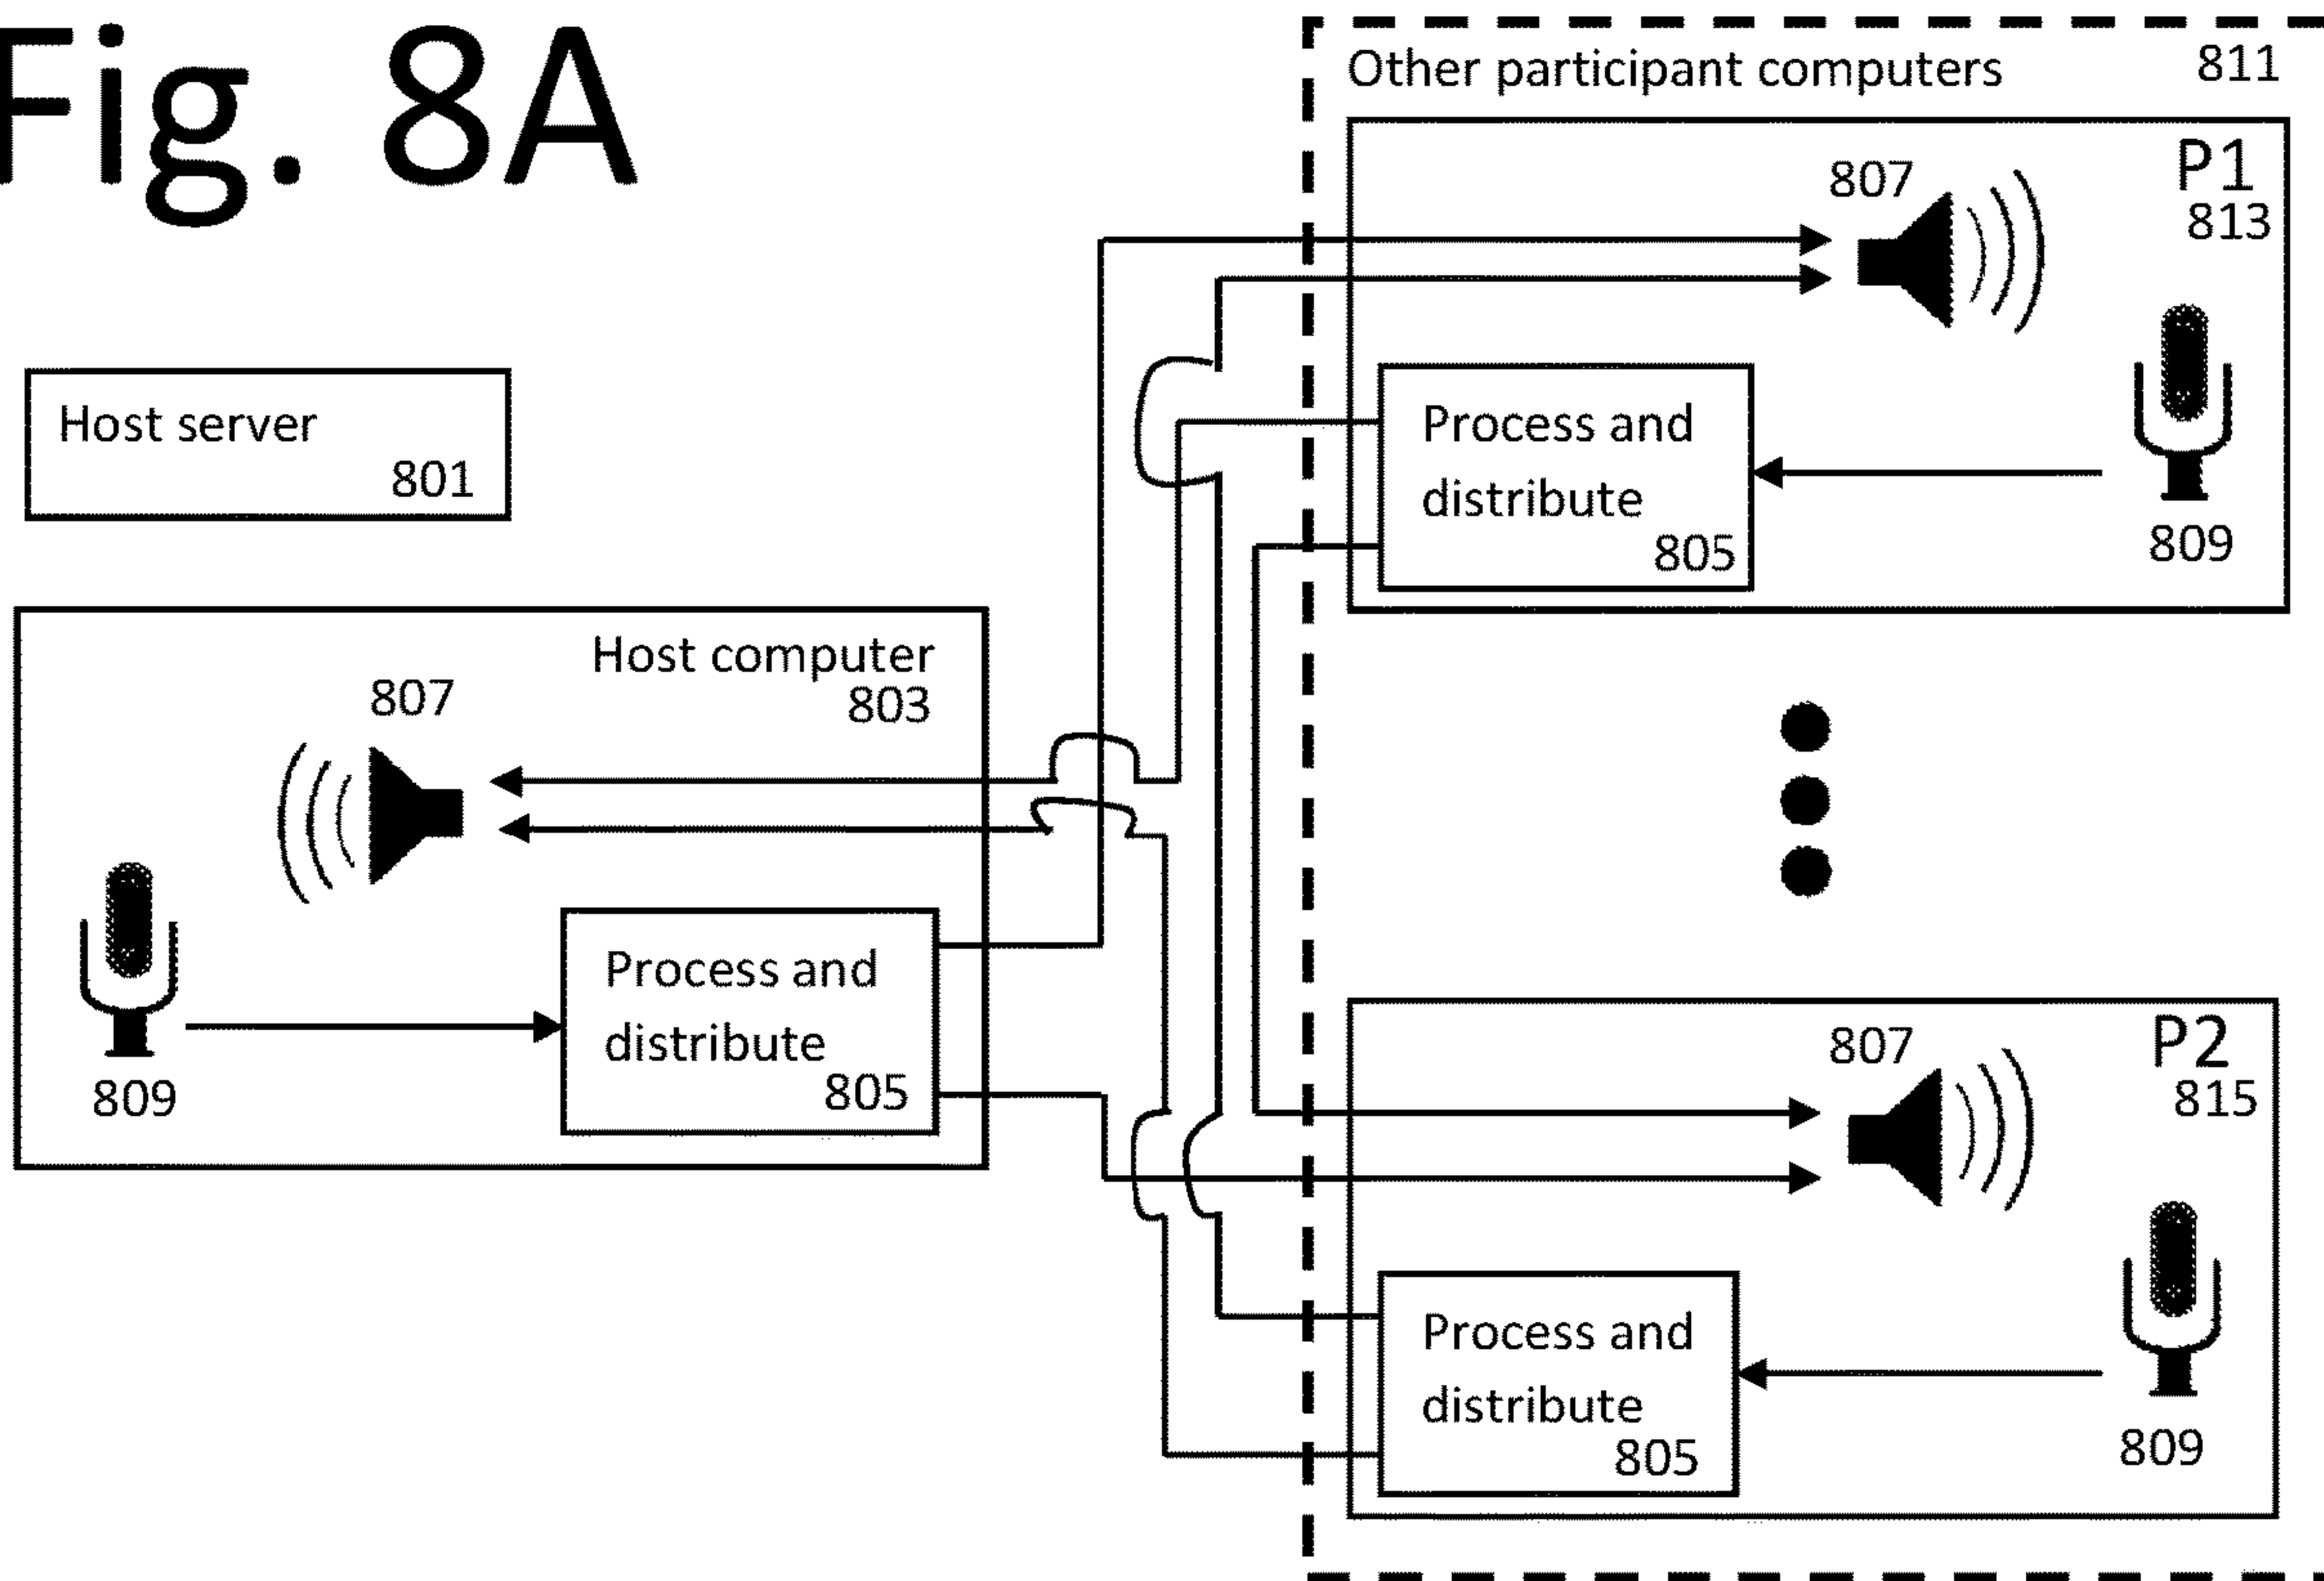 Fig. 8A
Other participant computers
811
P1
813
807
Host server
801
Process and
distribute
805
809
Host computer
803
807
Process and
distribute
805
809
P2
815
807
Process and
distribute
805
809